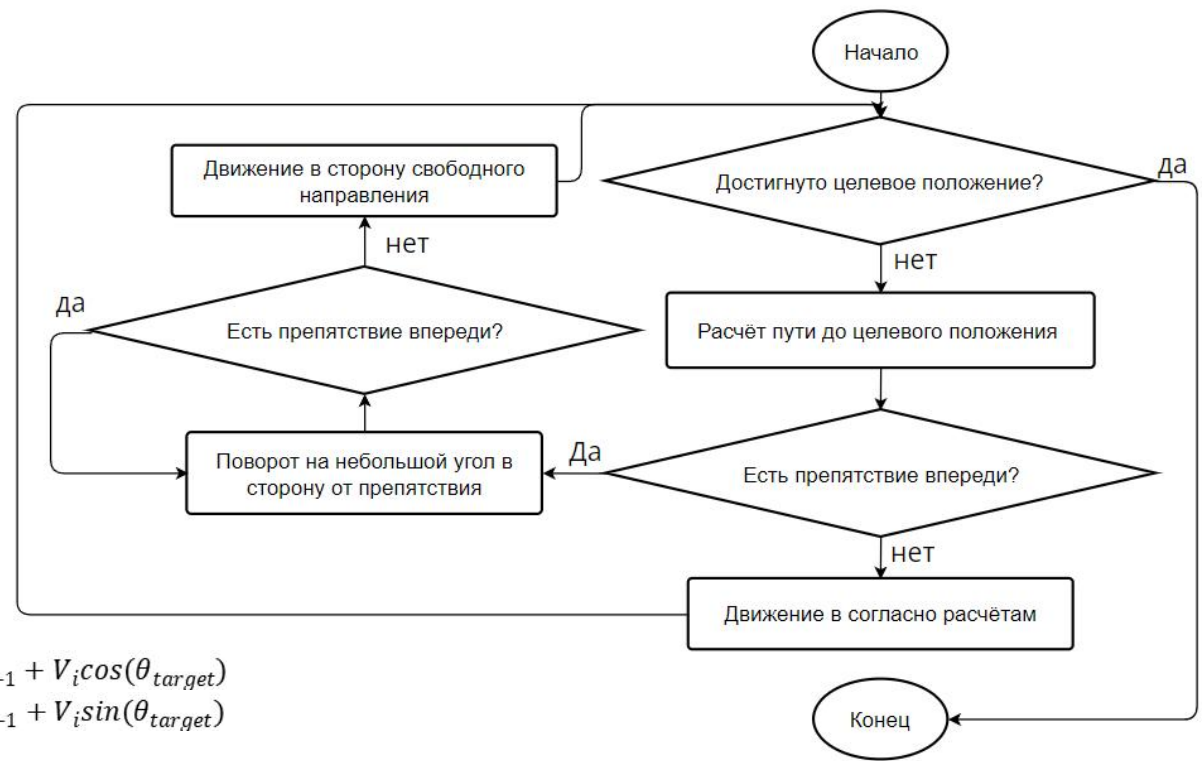 Начало
Достигнуто целевое положение?
да
нет
Расчёт пути до целевого положения
Есть препятствие впереди?
Да
нет
Движение в согласно расчётам
Поворот на небольшой угол в
сторону от препятствия
Есть препятствие впереди?
да
нет
Движение в сторону свободного
направления
Конец
-1 + V_i cos(θ_target)
-1 + V_i sin(θ_target)